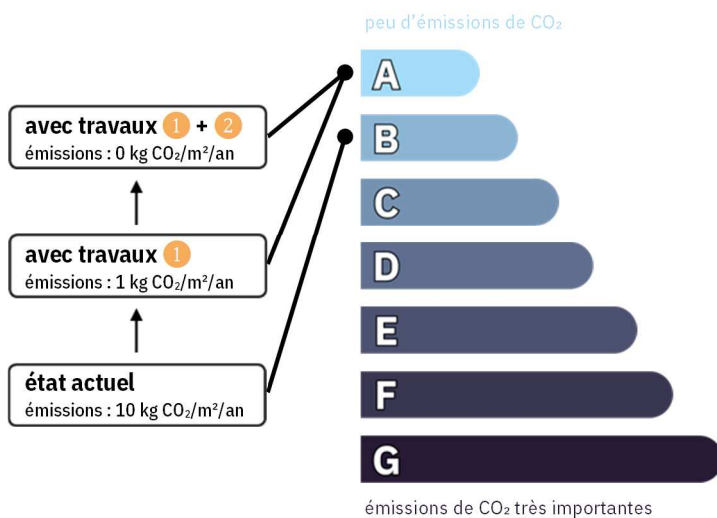 peu d'émissions de CO₂
A
avec travaux 1 + 2
émissions : 0 kg CO₂/m²/an
B
C
avec travaux 1
émissions : 1 kg CO₂/m²/an
D
E
état actuel
émissions : 10 kg CO₂/m²/an
F
G
émissions de CO₂ très importantes